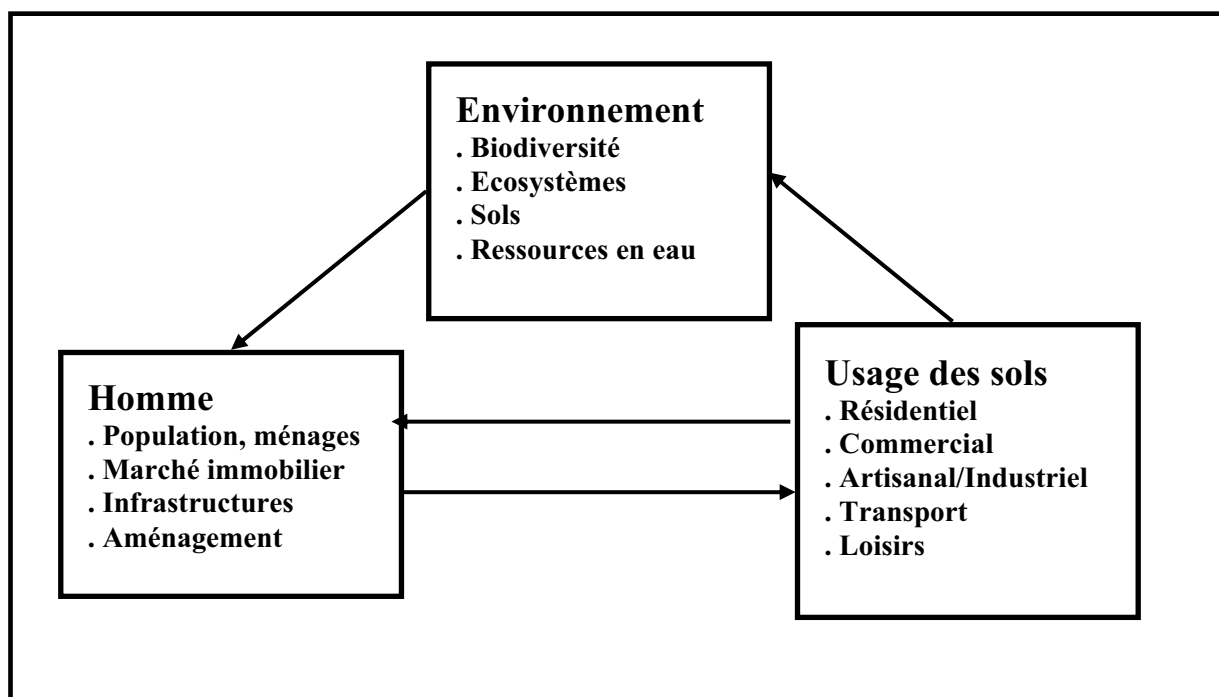 Environnement
. Biodiversité
. Ecosystèmes
. Sols
. Ressources en eau
Homme
. Population, ménages
. Marché immobilier
. Infrastructures
. Aménagement
Usage des sols
. Résidentiel
. Commercial
. Artisanal/Industriel
. Transport
. Loisirs